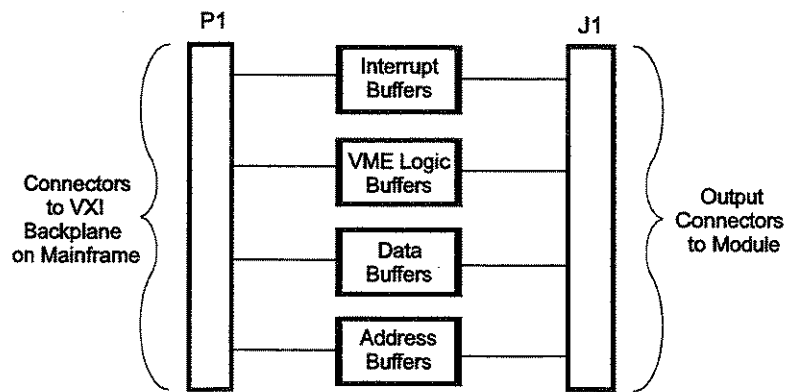 P1
J1
Interrupt
Buffers
VME Logic
Buffers
Connectors
to VXI
Backplane
on Mainframe
Output
Connectors
to Module
Data
Buffers
Address
Buffers